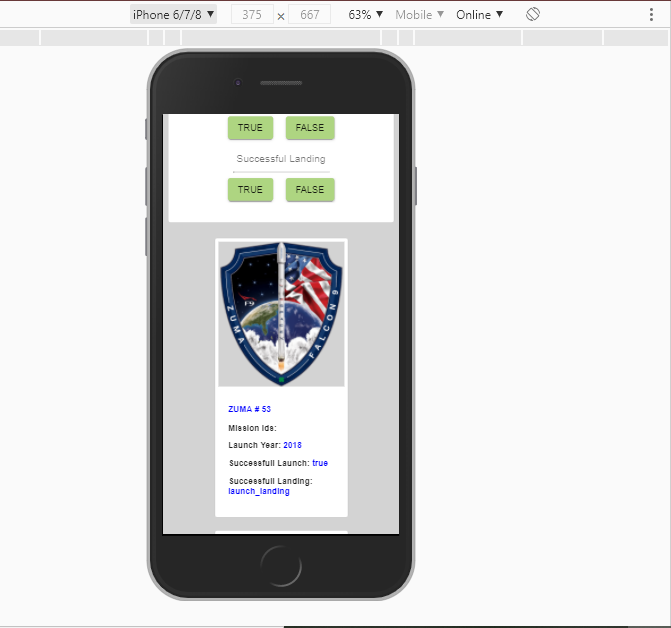 iPhone 6/7/8 ▼ 375 × 667 63% ▼ Mobile ▼ Online ▼
TRUE FALSE
Successful Landing
TRUE FALSE
F9
ZUMA FALCON 9
ZUMA # 53
Mission Ids:
Launch Year: 2018
Successfull Launch: true
Successfull Landing:
launch_landing